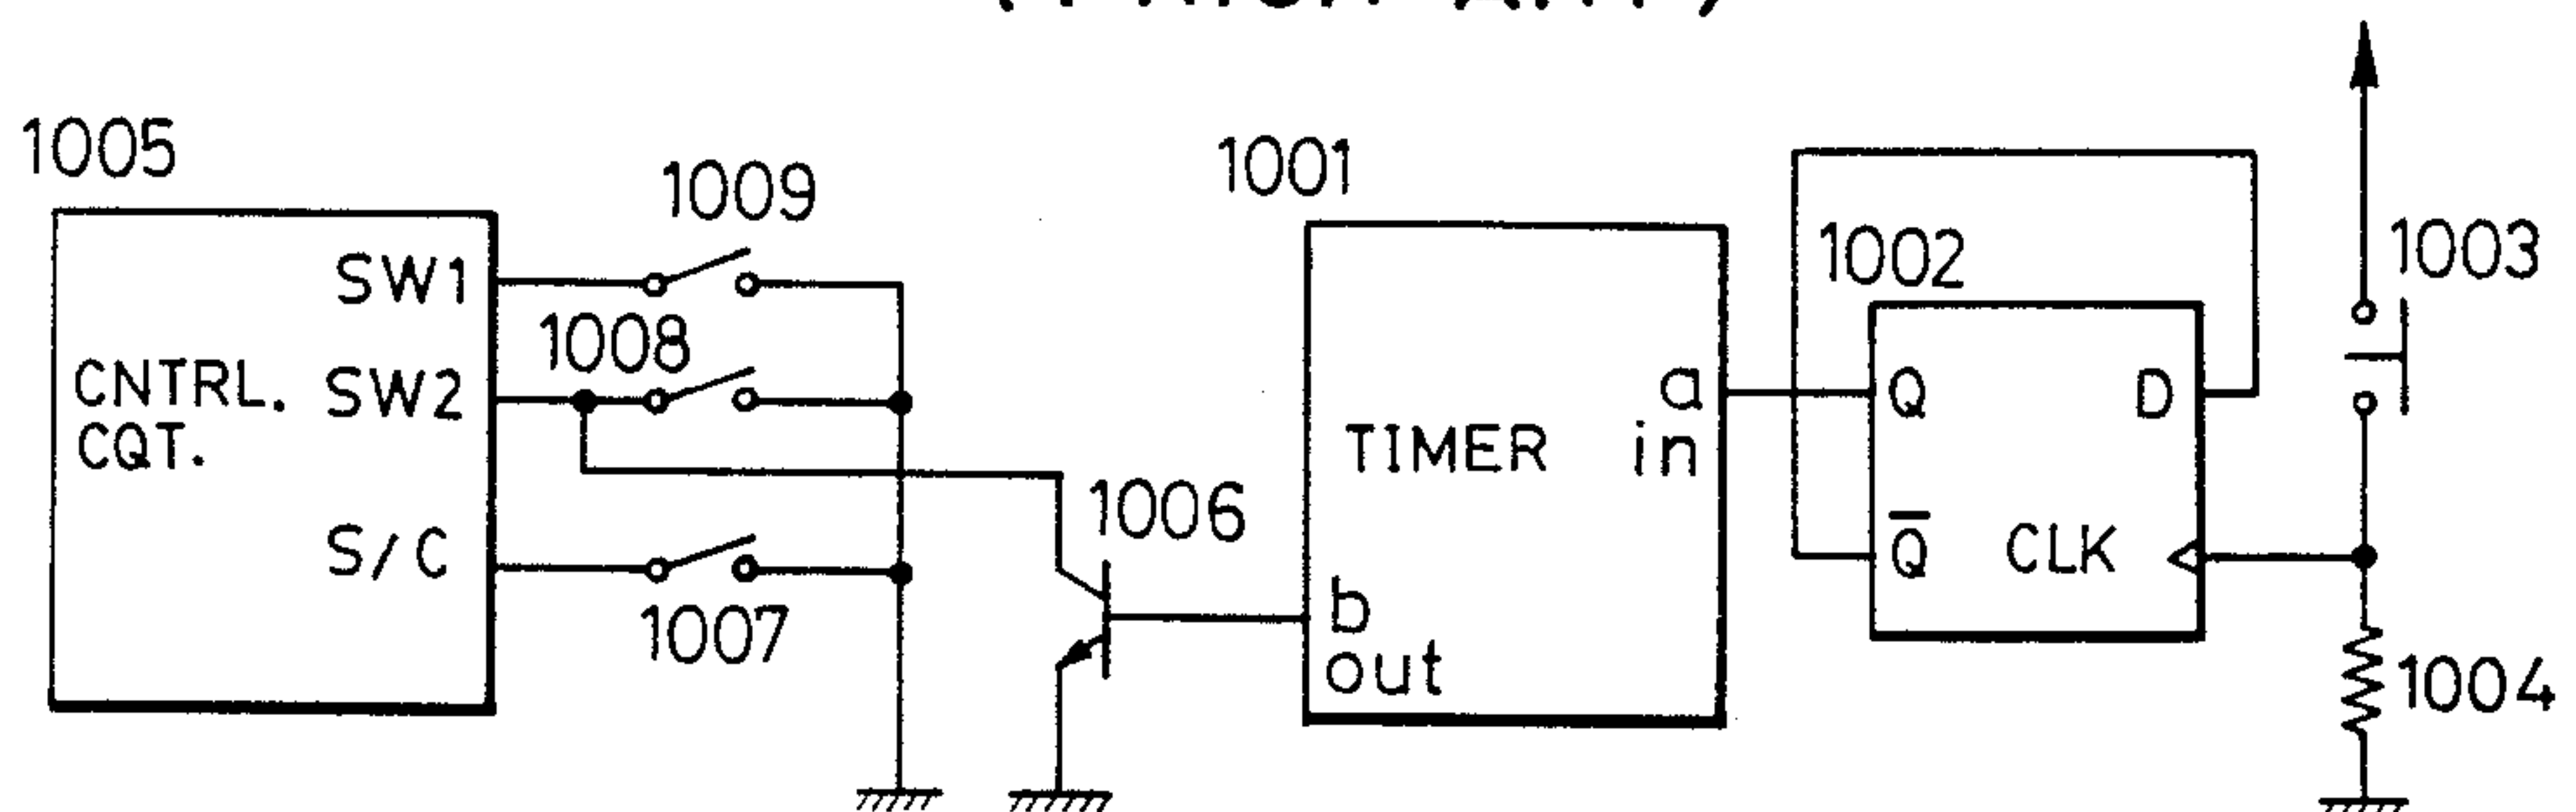 1005
1009
1001
1002
1003
SW1
1008
CNTRL. SW2
CQT.
a
in
Q
D
TIMER
1006
S/C
Q̅
CLK
1007
b
out
1004